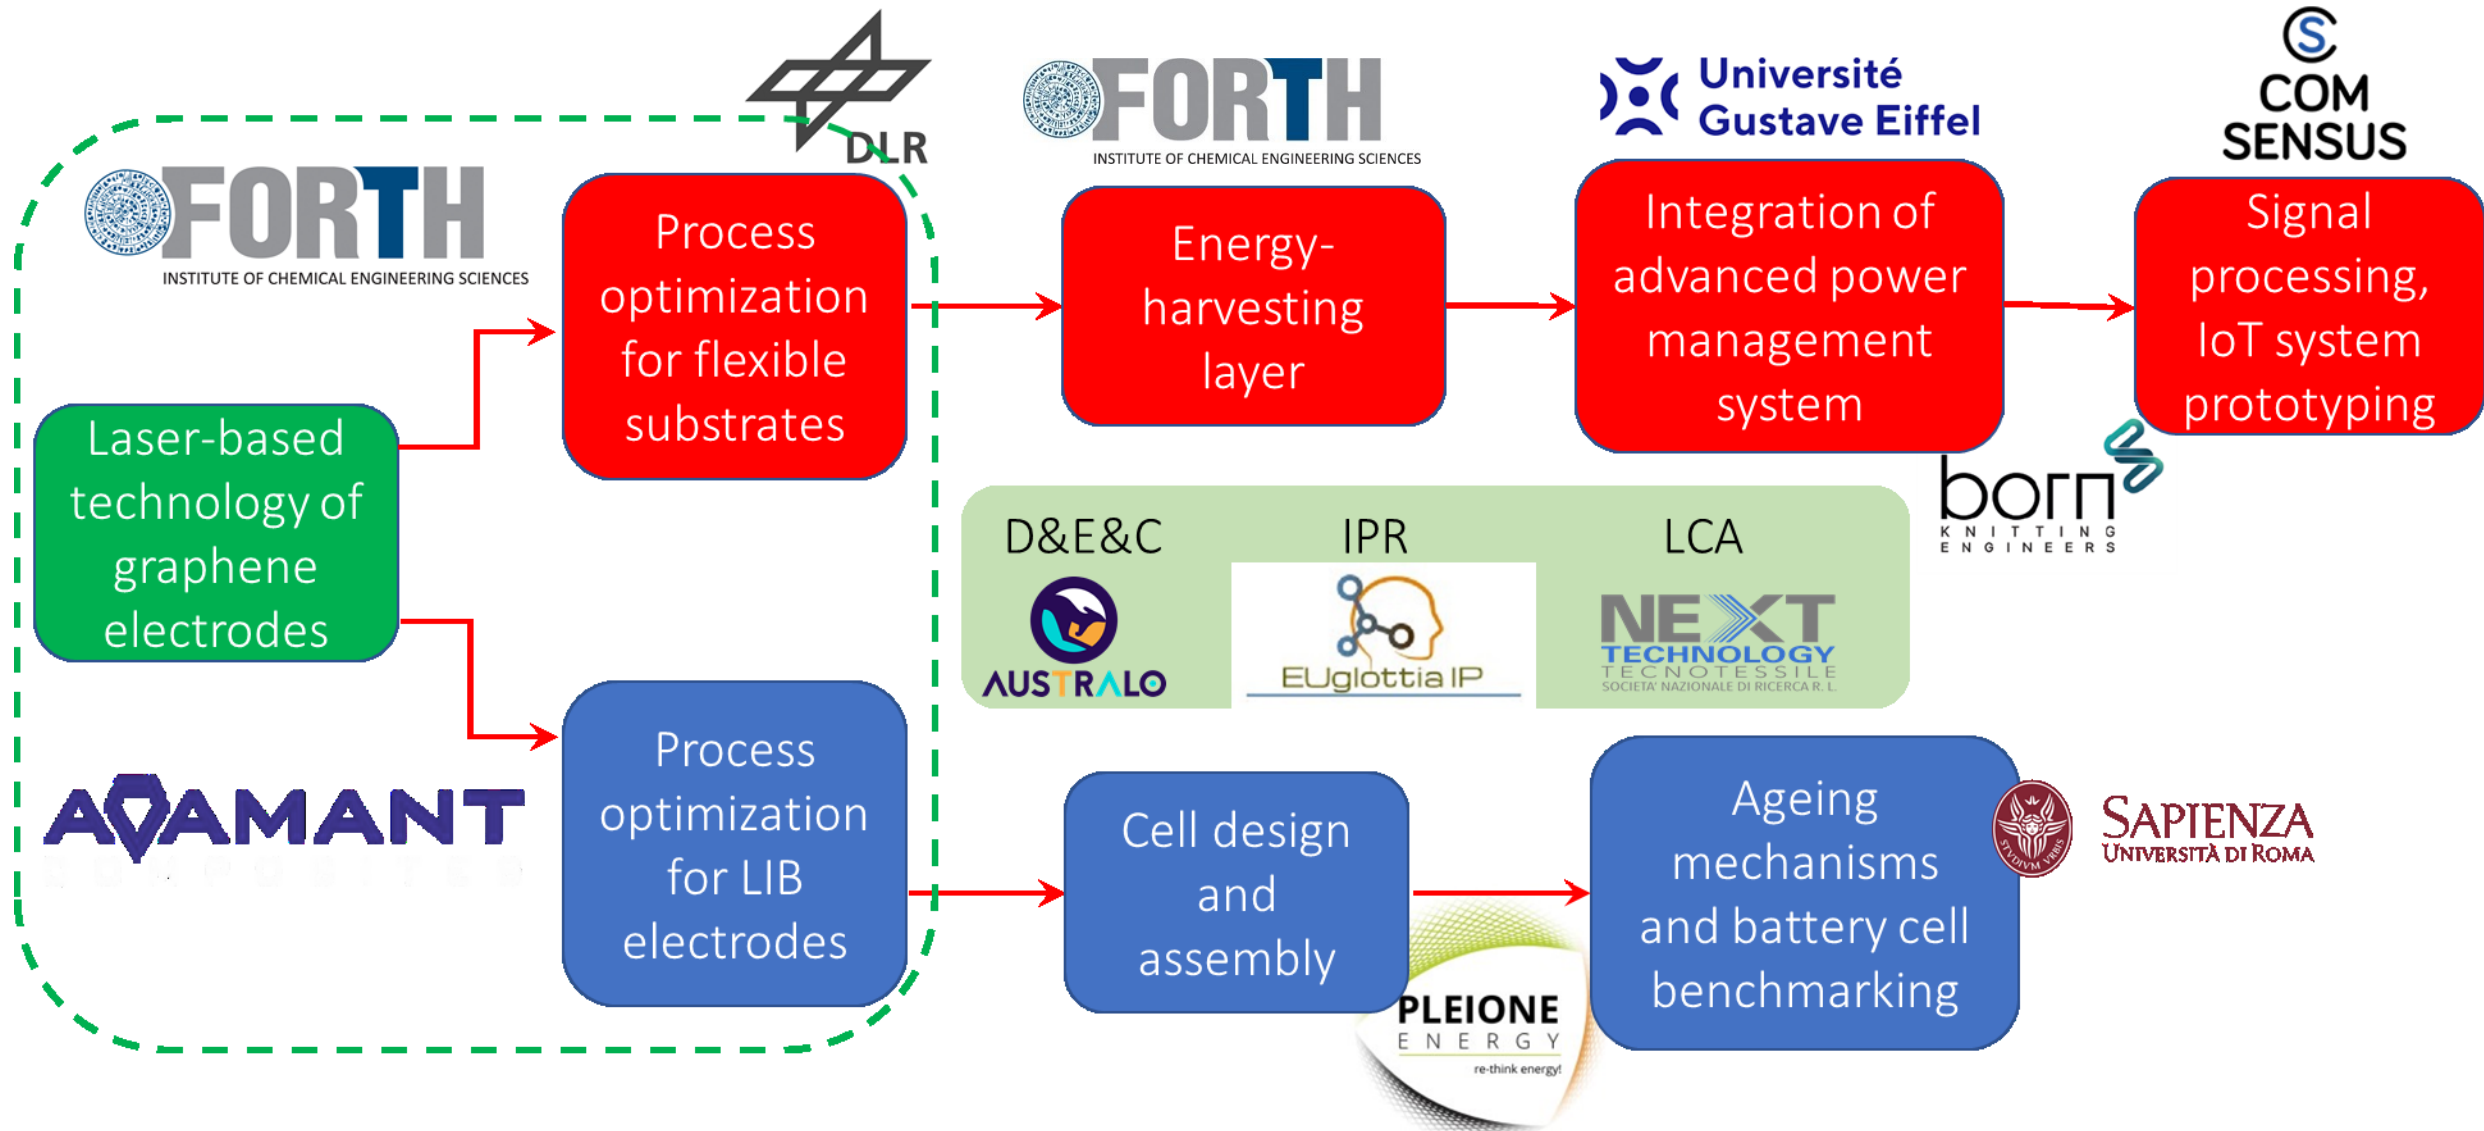 DLR
FORTH
INSTITUTE OF CHEMICAL ENGINEERING SCIENCES
Process
optimization
for flexible
substrates
Laser-based
technology of
graphene
electrodes
ADAMANT
COMPOSITES
Process
optimization
for LIB
electrodes
FORTH
INSTITUTE OF CHEMICAL ENGINEERING SCIENCES
Energy-
harvesting
layer
Université
Gustave Eiffel
Integration of
advanced power
management
system
CS
COM
SENSUS
Signal
processing,
IoT system
prototyping
born
KNITTING
ENGINEERS
D&E&C
AUSTRALO
IPR
EUglottia IP
LCA
NEXT
TECHNOLOGY
TECNOTESSILE
SOCIETA' NAZIONALE DI RICERCA R. L.
Cell design
and
assembly
PLEIONE
ENERGY
re-think energy!
Ageing
mechanisms
and battery cell
benchmarking
STVDIVM VRBIS
SAPIENZA
UNIVERSITÀ DI ROMA